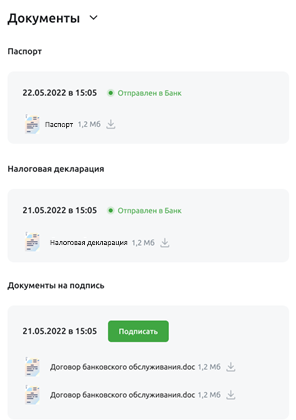 Документы
Паспорт
22.05.2022 в 15:05 Отправлен в Банк
Паспорт 1,2 Мб
Налоговая декларация
21.05.2022 в 15:05 Отправлен в Банк
Налоговая декларация 1,2 Мб
Документы на подпись
21.05.2022 в 15:05 Подписать
Договор банковского обслуживания.doc 1,2 Мб
Договор банковского обслуживания.doc 1,2 Мб